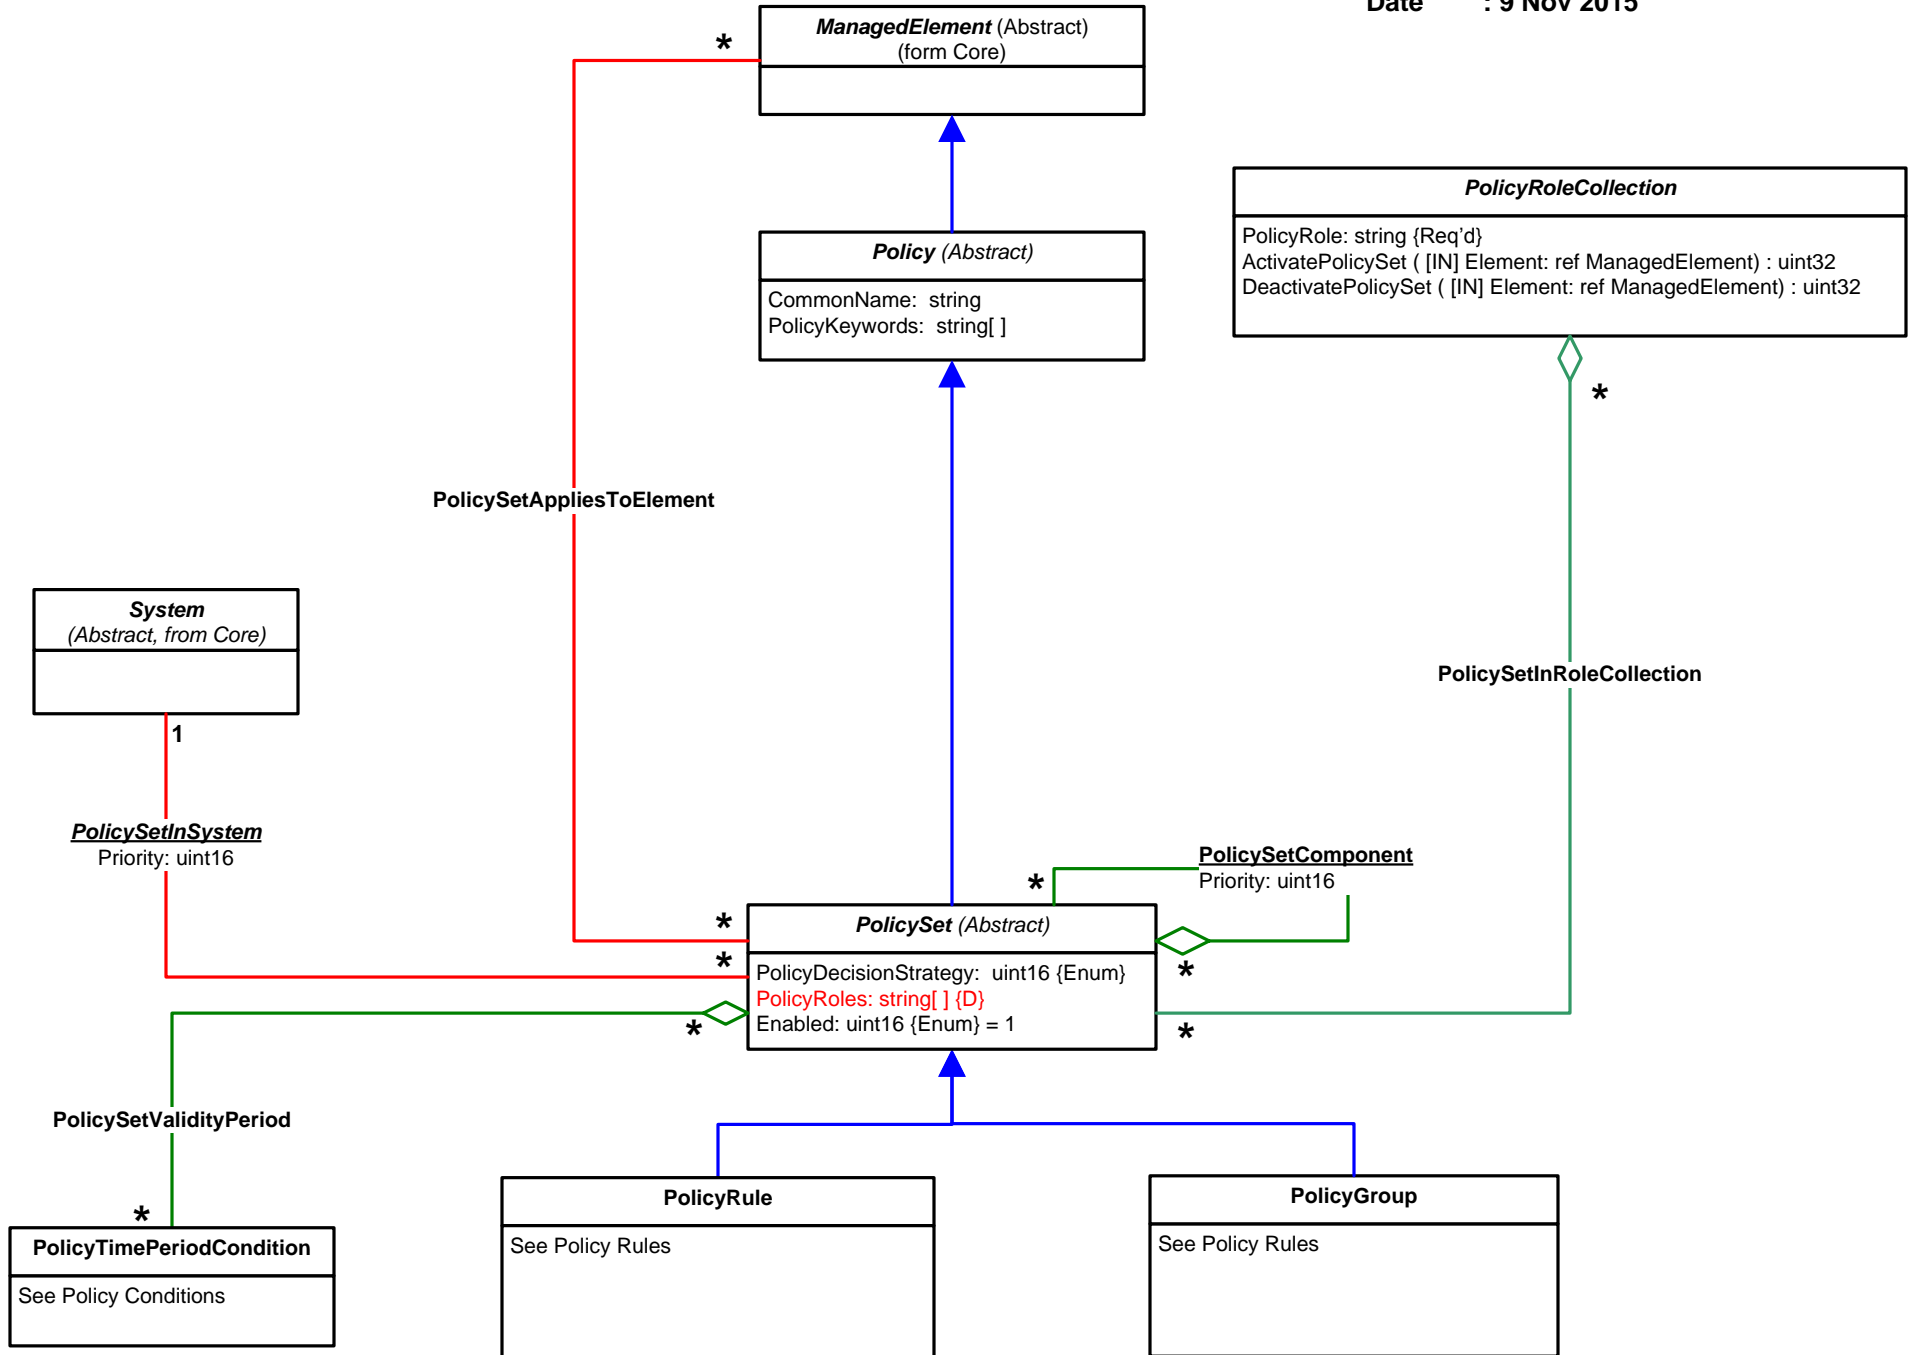 Date : 9 Nov 2015
ManagedElement (Abstract)
(form Core)
*
PolicyRoleCollection
PolicyRole: string {Req'd}
ActivatePolicySet ( [IN] Element: ref ManagedElement) : uint32
DeactivatePolicySet ( [IN] Element: ref ManagedElement) : uint32
*
Policy (Abstract)
CommonName: string
PolicyKeywords: string[ ]
PolicySetAppliesToElement
System
(Abstract, from Core)
1
PolicySetInRoleCollection
PolicySetInSystem
Priority: uint16
PolicySetComponent
Priority: uint16
*
*
*
PolicySet (Abstract)
PolicyDecisionStrategy: uint16 {Enum}
PolicyRoles: string[ ] {D}
Enabled: uint16 {Enum} = 1
*
*
*
PolicySetValidityPeriod
*
PolicyTimePeriodCondition
See Policy Conditions
PolicyRule
See Policy Rules
PolicyGroup
See Policy Rules